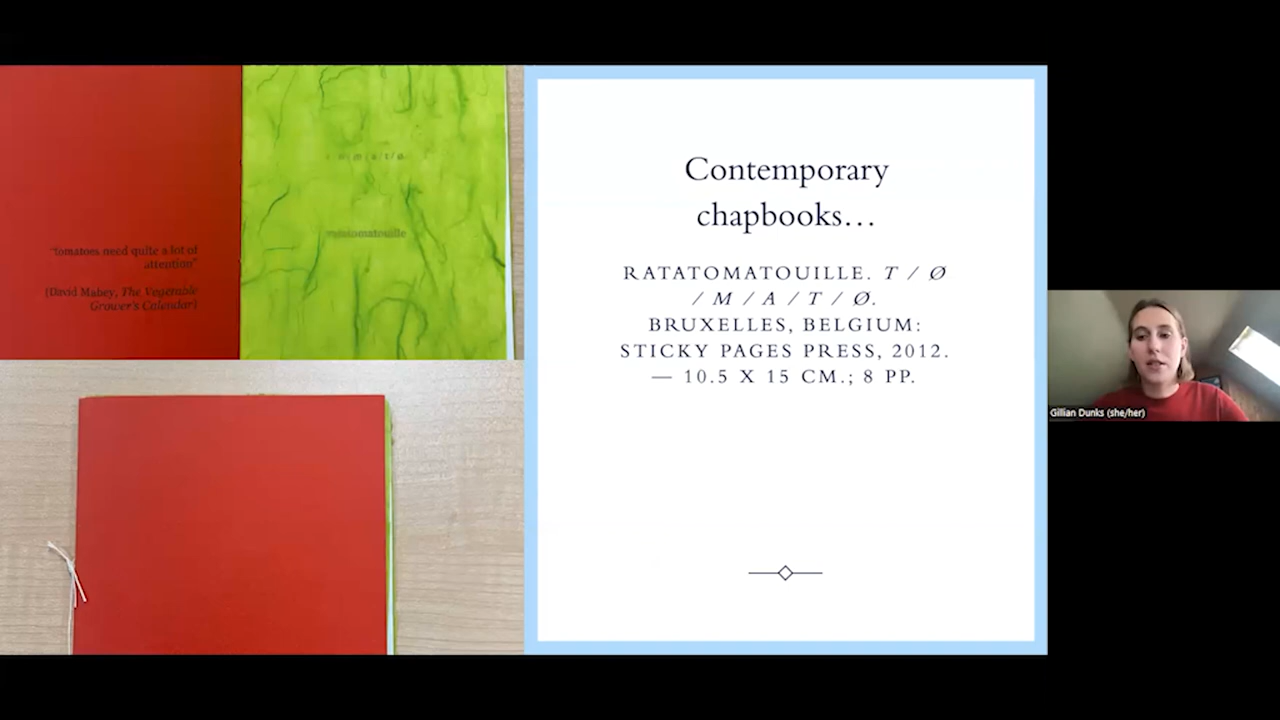 "tomatoes need quite a lot of
attention"
[David Mabey, The Vegetable
Grower's Calendar]
ratatomatouille
Contemporary
chapbooks…
RATATOMATOUILLE. T / Ø
/ M / A / T / Ø.
BRUXELLES, BELGIUM:
STICKY PAGES PRESS, 2012.
— 10.5 X 15 CM.; 8 PP.
Gillian Dunks (she/her)